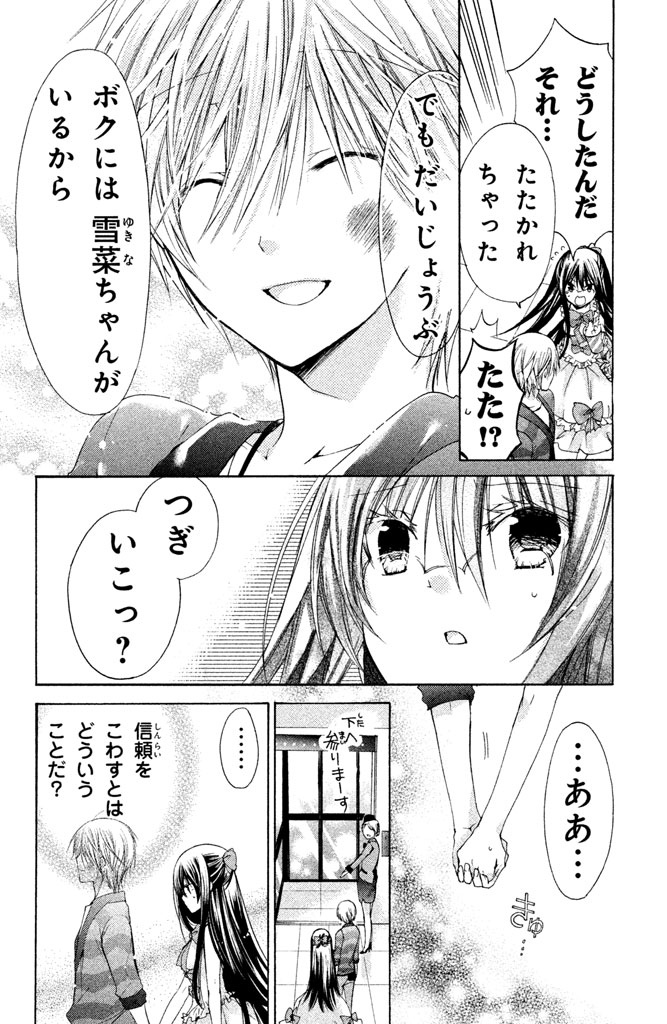 どうしたんだ
それ…
たたかれ
ちゃった
たた!?
でも だいじょうぶ
ボクには 雪菜ちゃんが
いるから
つぎ
いこっ?
…ああ…
きゅ
…
下へ
参りまーす
……
信頼を
こわすとは
どういう
ことだ?